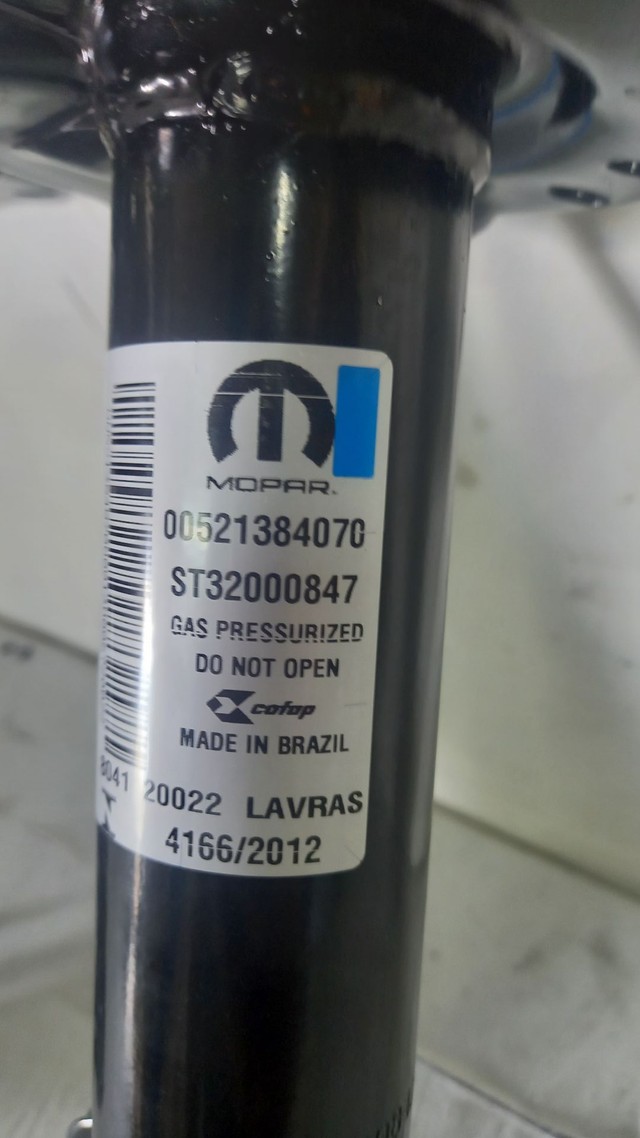 MOPAR.
00521384070
ST32000847
GAS PRESSURIZED
DO NOT OPEN
cofap
MADE IN BRAZIL
8041 20022 LAVRAS
4166/2012